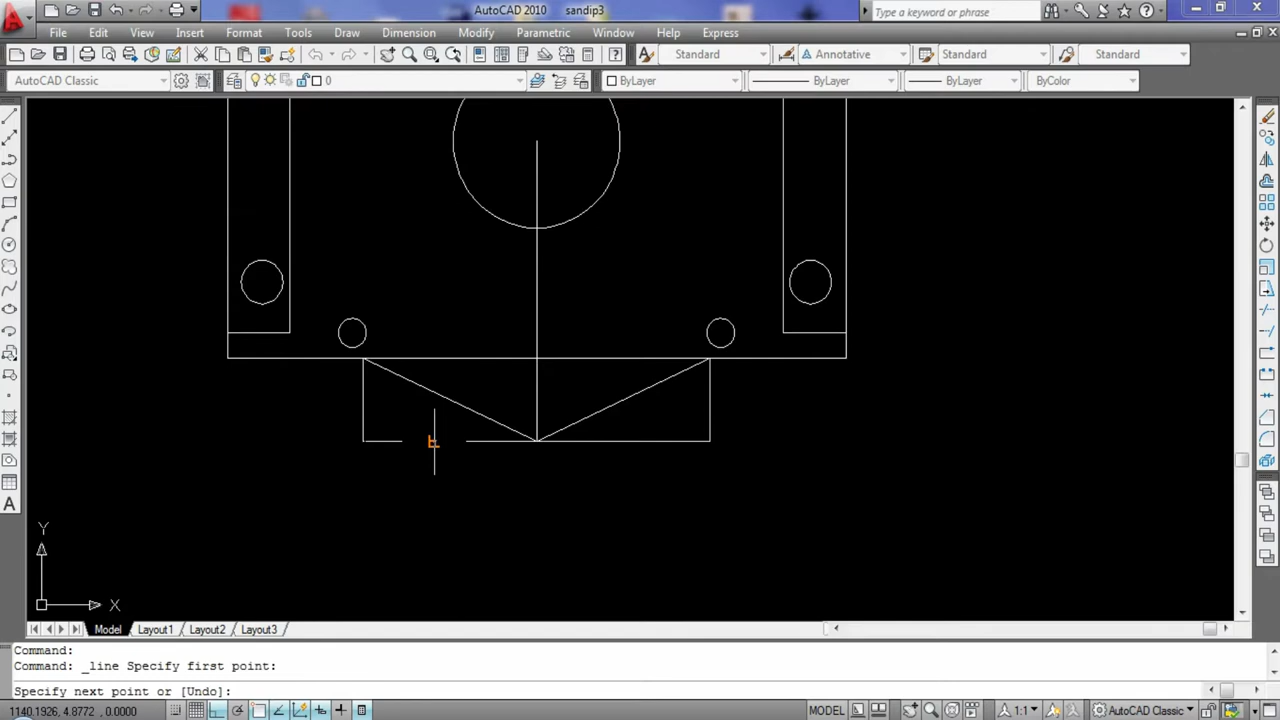 AutoCAD 2010 sandip3
Type a keyword or phrase
File Edit View Insert Format Tools Draw Dimension Modify Parametric Window Help Express
Standard Annotative Standard Standard
AutoCAD Classic 0 ByLayer ByLayer ByLayer ByColor
A
Y
X
Model Layout1 Layout2 Layout3
Command:
Command: _line Specify first point:
Specify next point or [Undo]:
1140.1926, 4.8772 , 0.0000 MODEL 1:1 AutoCAD Classic